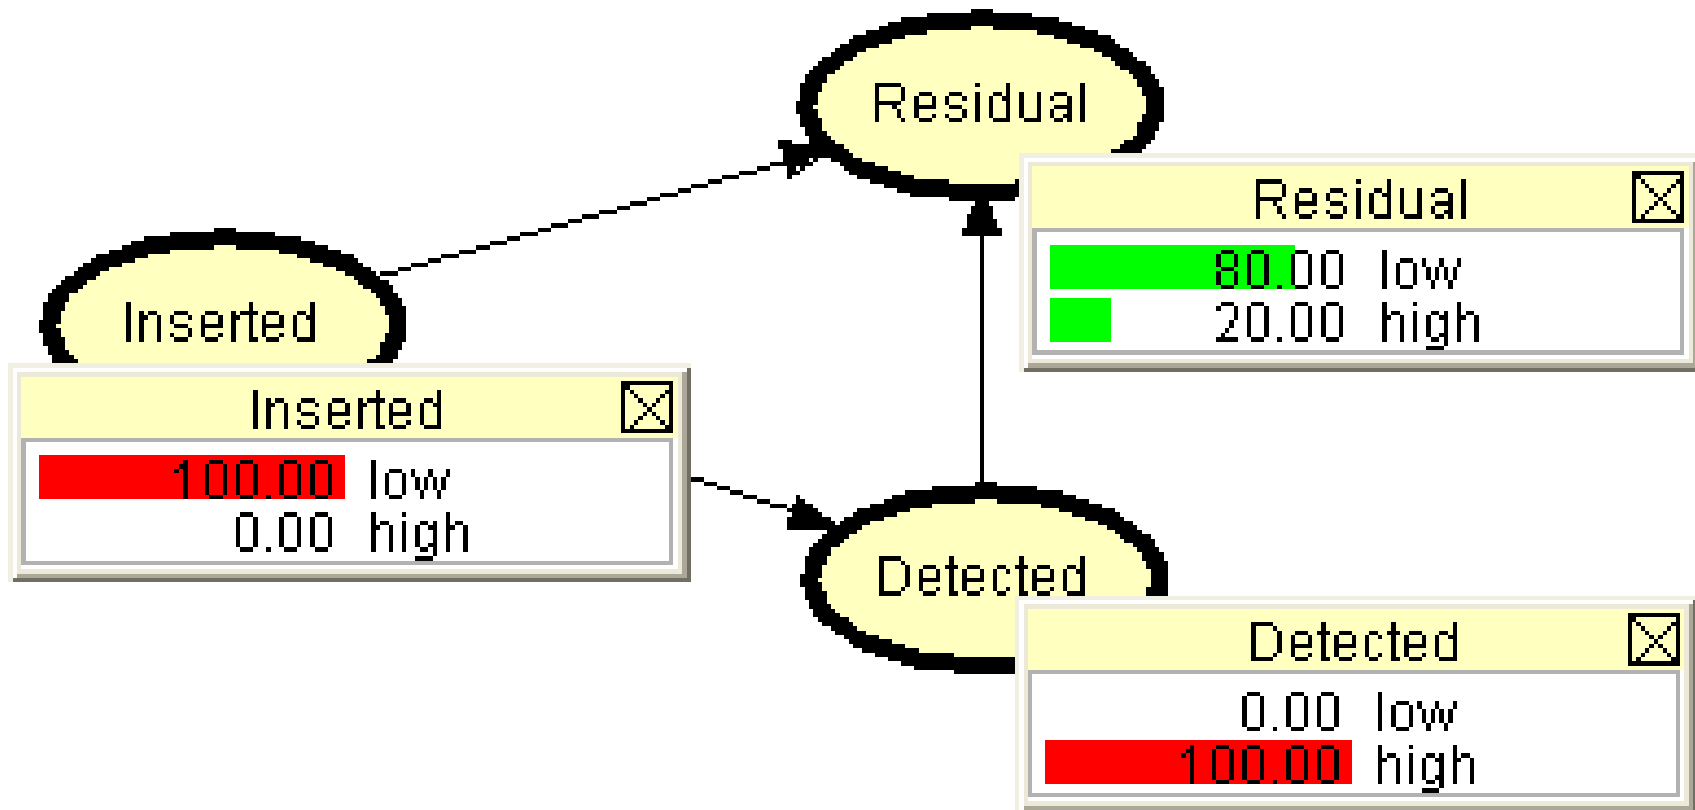 Residual
Residual
80.00 low
20.00 high
Inserted
Inserted
100.00 low
0.00 high
Detected
Detected
0.00 low
100.00 high